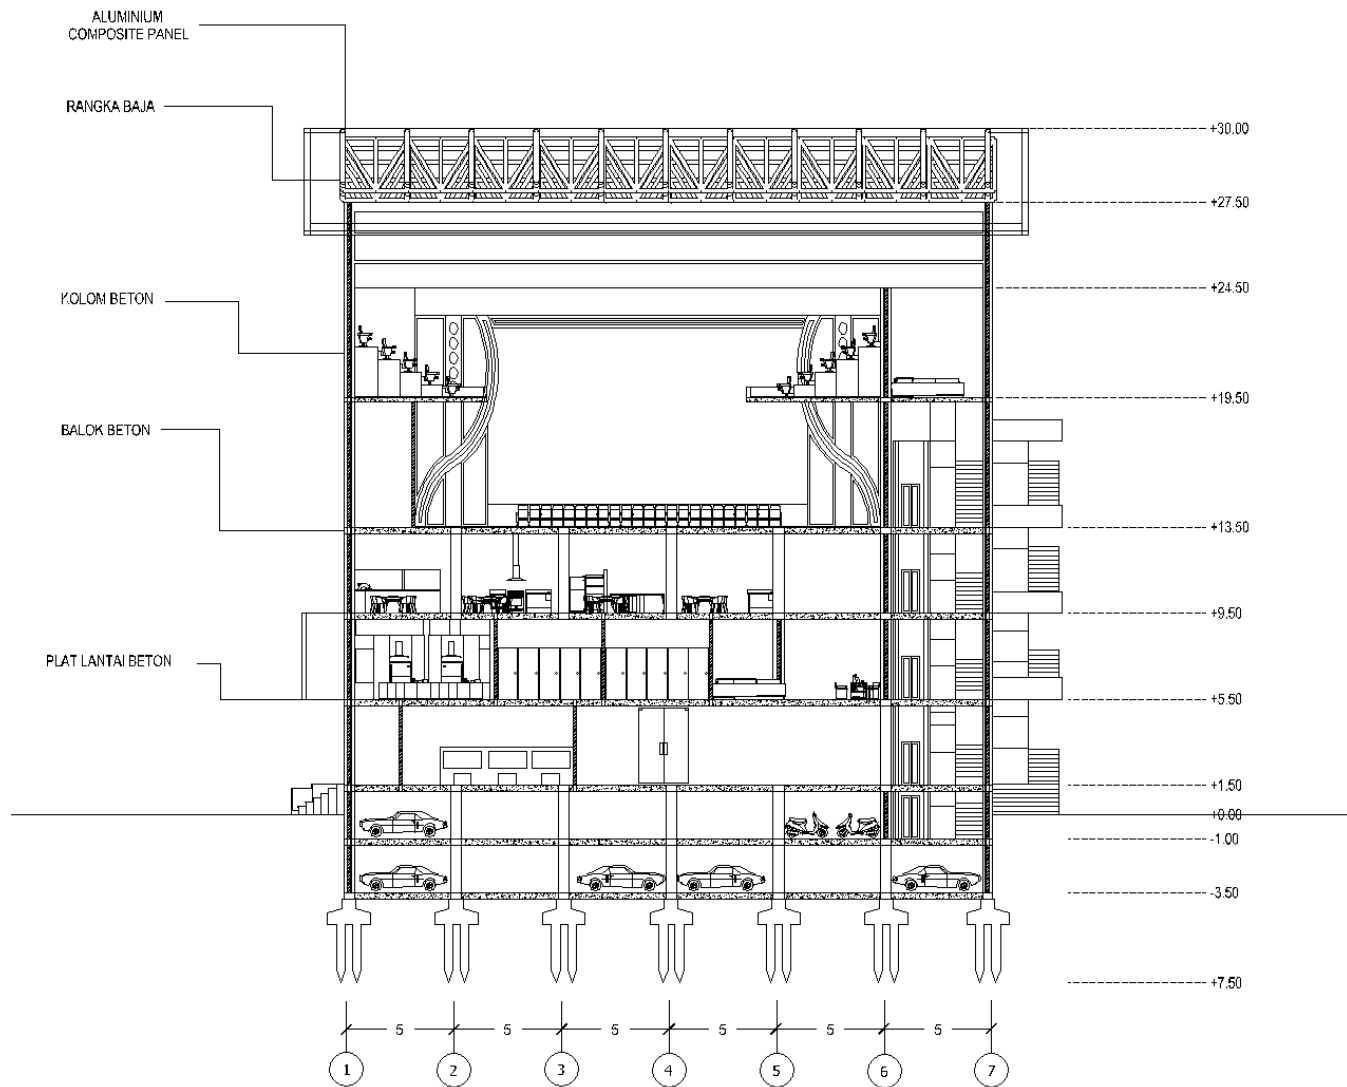 ALUMINIUM
COMPOSITE PANEL
RANGKA BAJA
+30.00
+27.50
+24.50
KOLOM BETON
+19.50
BALOK BETON
+13.50
+9.50
PLAT LANTAI BETON
+5.50
+1.50
+0.00
-1.00
-3.50
+7.50
5 5 5 5 5 5
1 2 3 4 5 6 7